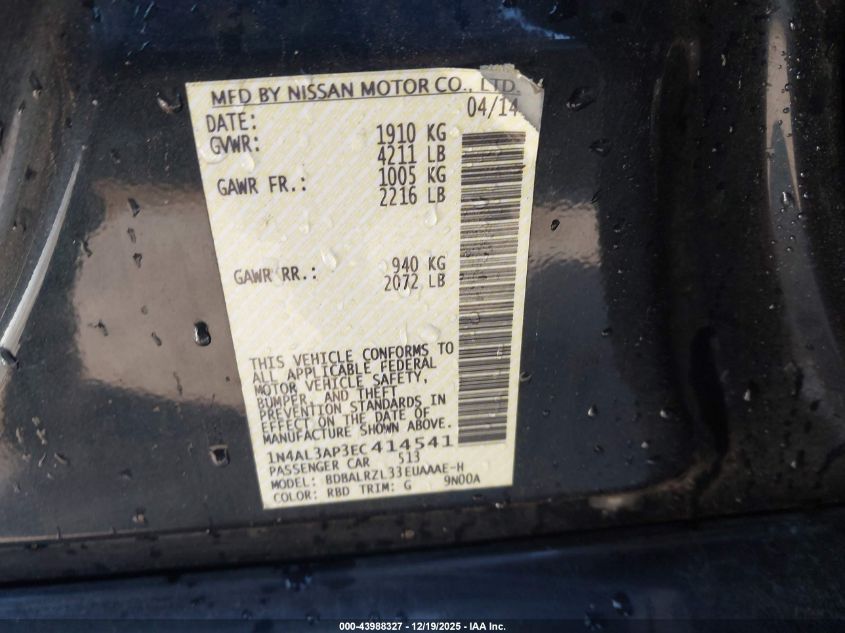 MFD BY NISSAN MOTOR CO., LTD.
DATE: 04/14
GVWR: 1910 KG
4211 LB
GAWR FR.: 1005 KG
2216 LB
GAWR RR.: 940 KG
2072 LB
THIS VEHICLE CONFORMS TO
ALL APPLICABLE FEDERAL
MOTOR VEHICLE SAFETY,
BUMPER, AND THEFT
PREVENTION STANDARDS IN
EFFECT ON THE DATE OF
MANUFACTURE SHOWN ABOVE.
1N4AL3AP3EC414541
PASSENGER CAR 513
MODEL: BDBALRZL33EUAAAE-H
COLOR: RBD TRIM: G 9N00A
000-43988327 - 12/19/2025 - IAA Inc.